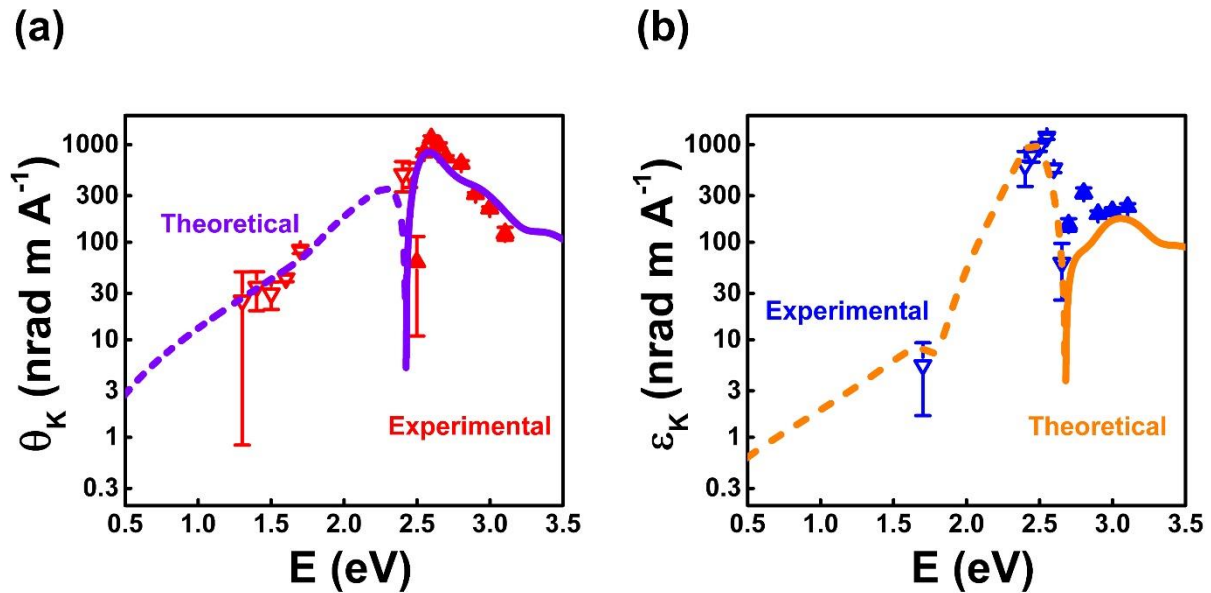 (a)
θK (nrad m A-1)
1000
300
100
30
10
3
1
0.3
Theoretical
Experimental
0.5 1.0 1.5 2.0 2.5 3.0 3.5
E (eV)
(b)
εK (nrad m A-1)
1000
300
100
30
10
3
1
0.3
Experimental
Theoretical
0.5 1.0 1.5 2.0 2.5 3.0 3.5
E (eV)